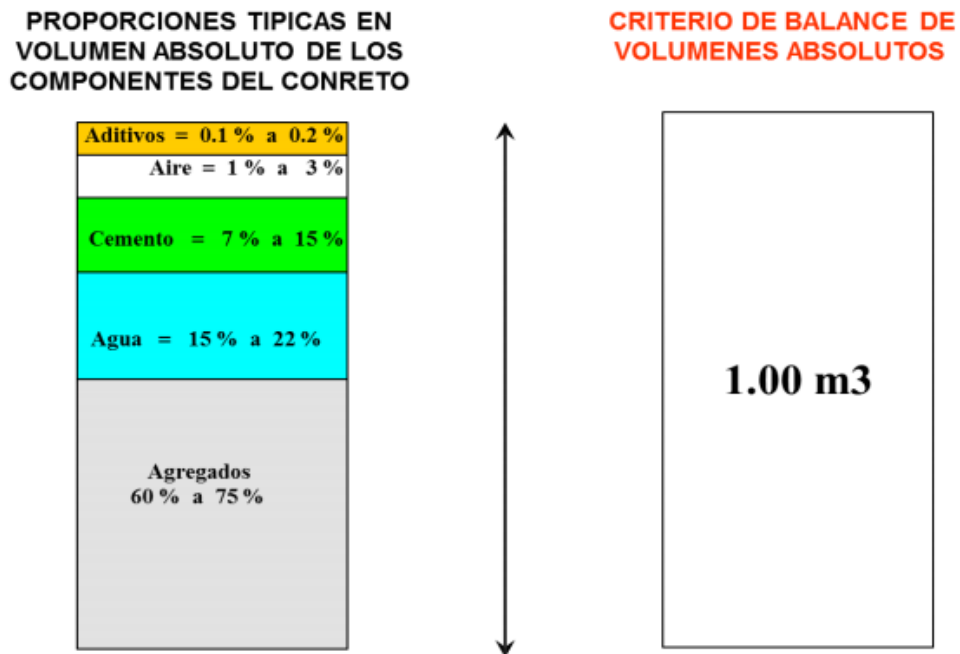 PROPORCIONES TIPICAS EN
VOLUMEN ABSOLUTO DE LOS
COMPONENTES DEL CONRETO
CRITERIO DE BALANCE DE
VOLUMENES ABSOLUTOS
Aditivos = 0.1 % a 0.2 %
Aire = 1 % a 3 %
Cemento = 7 % a 15 %
Agua = 15 % a 22 %
Agregados
60 % a 75 %
1.00 m3